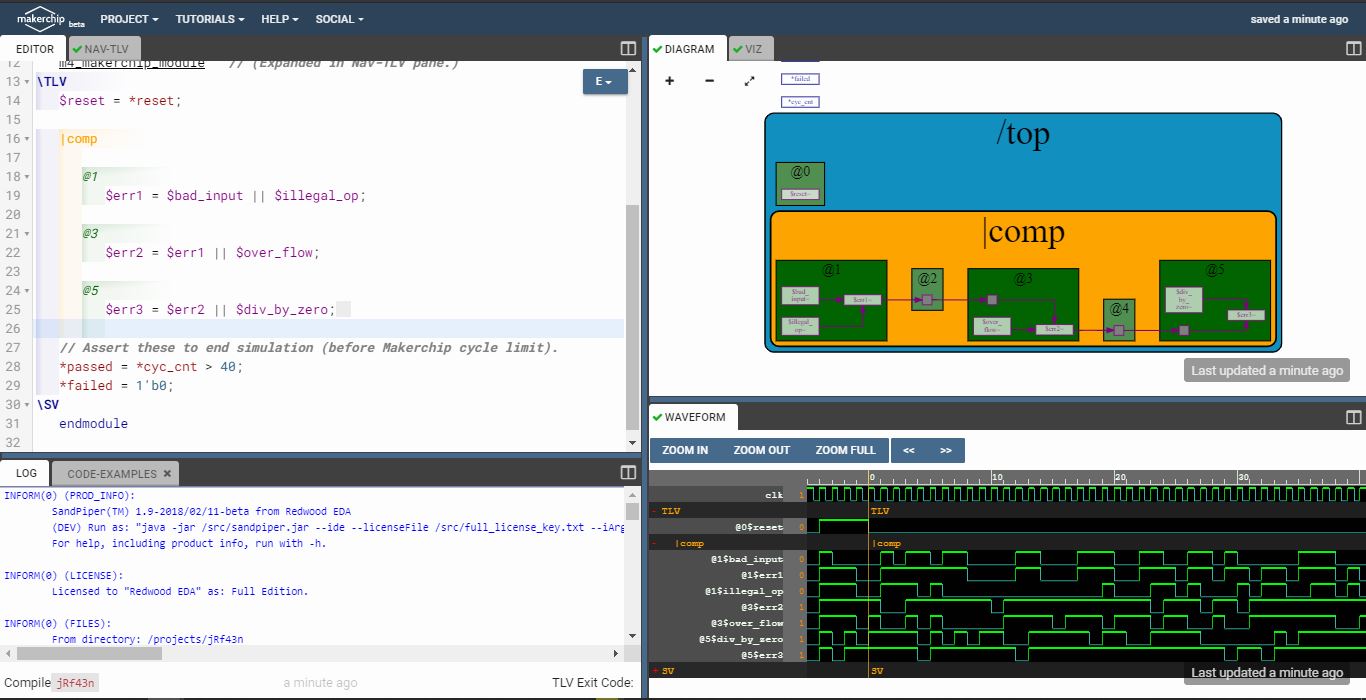 makerchip beta PROJECT TUTORIALS HELP SOCIAL saved a minute ago
EDITOR NAV-TLV
12 m4_makerchip_module // (Expanded in Nav-TLV pane.)
13 \TLV
14 $reset = *reset;
15
16 |comp
17
18 @1
19 $err1 = $bad_input || $illegal_op;
20
21 @3
22 $err2 = $err1 || $over_flow;
23
24 @5
25 $err3 = $err2 || $div_by_zero;
26
27 // Assert these to end simulation (before Makerchip cycle limit).
28 *passed = *cyc_cnt > 40;
29 *failed = 1'b0;
30 \SV
31 endmodule
32
E
LOG CODE-EXAMPLES ×
INFORM(0) (PROD_INFO):
SandPiper(TM) 1.9-2018/02/11-beta from Redwood EDA
(DEV) Run as: "java -jar /src/sandpiper.jar --ide --licenseFile /src/full_license_key.txt --iArg
For help, including product info, run with -h.
INFORM(0) (LICENSE):
Licensed to "Redwood EDA" as: Full Edition.
INFORM(0) (FILES):
From directory: /projects/jRf43n
Compile jRf43n a minute ago TLV Exit Code:
DIAGRAM VIZ
+ −
*failed
*cyc_cnt
/top
@0
$reset~
|comp
@1 @2 @3 @4 @5
$bad_input~
$illegal_op~
$err1~
$over_flow~
$err2~
$div_by_zero~
$err3~
Last updated a minute ago
WAVEFORM
ZOOM IN ZOOM OUT ZOOM FULL << >>
0 10 20 30
clk 1
- TLV TLV
@0$reset 0
- |comp |comp
@1$bad_input 0
@1$err1 0
@1$illegal_op 0
@3$err2 1
@3$over_flow 1
@5$div_by_zero 1
@5$err3 1
+ SV SV
Last updated a minute ago